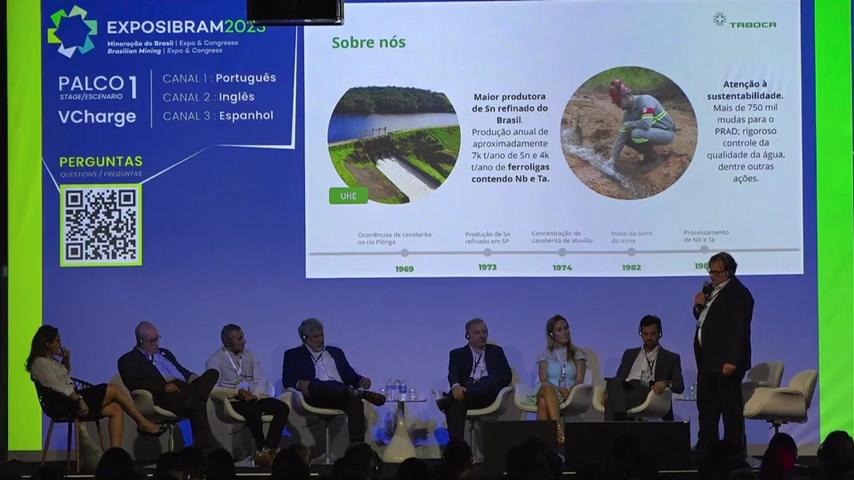 EXPOSIBRAM2023
Mineração do Brasil | Expo & Congresso
Brazilian Mining | Expo & Congress
PALCO 1
STAGE/ESCENARIO
VCharge
CANAL 1 : Português
CANAL 2 : Inglês
CANAL 3 : Espanhol
PERGUNTAS
QUESTIONS / PREGUNTAS
Sobre nós
TABOCA
UHE
Maior produtora
de Sn refinado do
Brasil.
Produção anual de
aproximadamente
7k t/ano de Sn e 4k
t/ano de ferroligas
contendo Nb e Ta.
Atenção à
sustentabilidade.
Mais de 750 mil
mudas para o
PRAD; rigoroso
controle da
qualidade da água,
dentre outras
ações.
Ocorrências de cassiterita
no rio Pitinga
1969
Produção de Sn
refinado em SP
1973
Concentração de
cassiterita de aluvião
1974
Início da lavra
da mina
1982
Processamento
de Nb e Ta